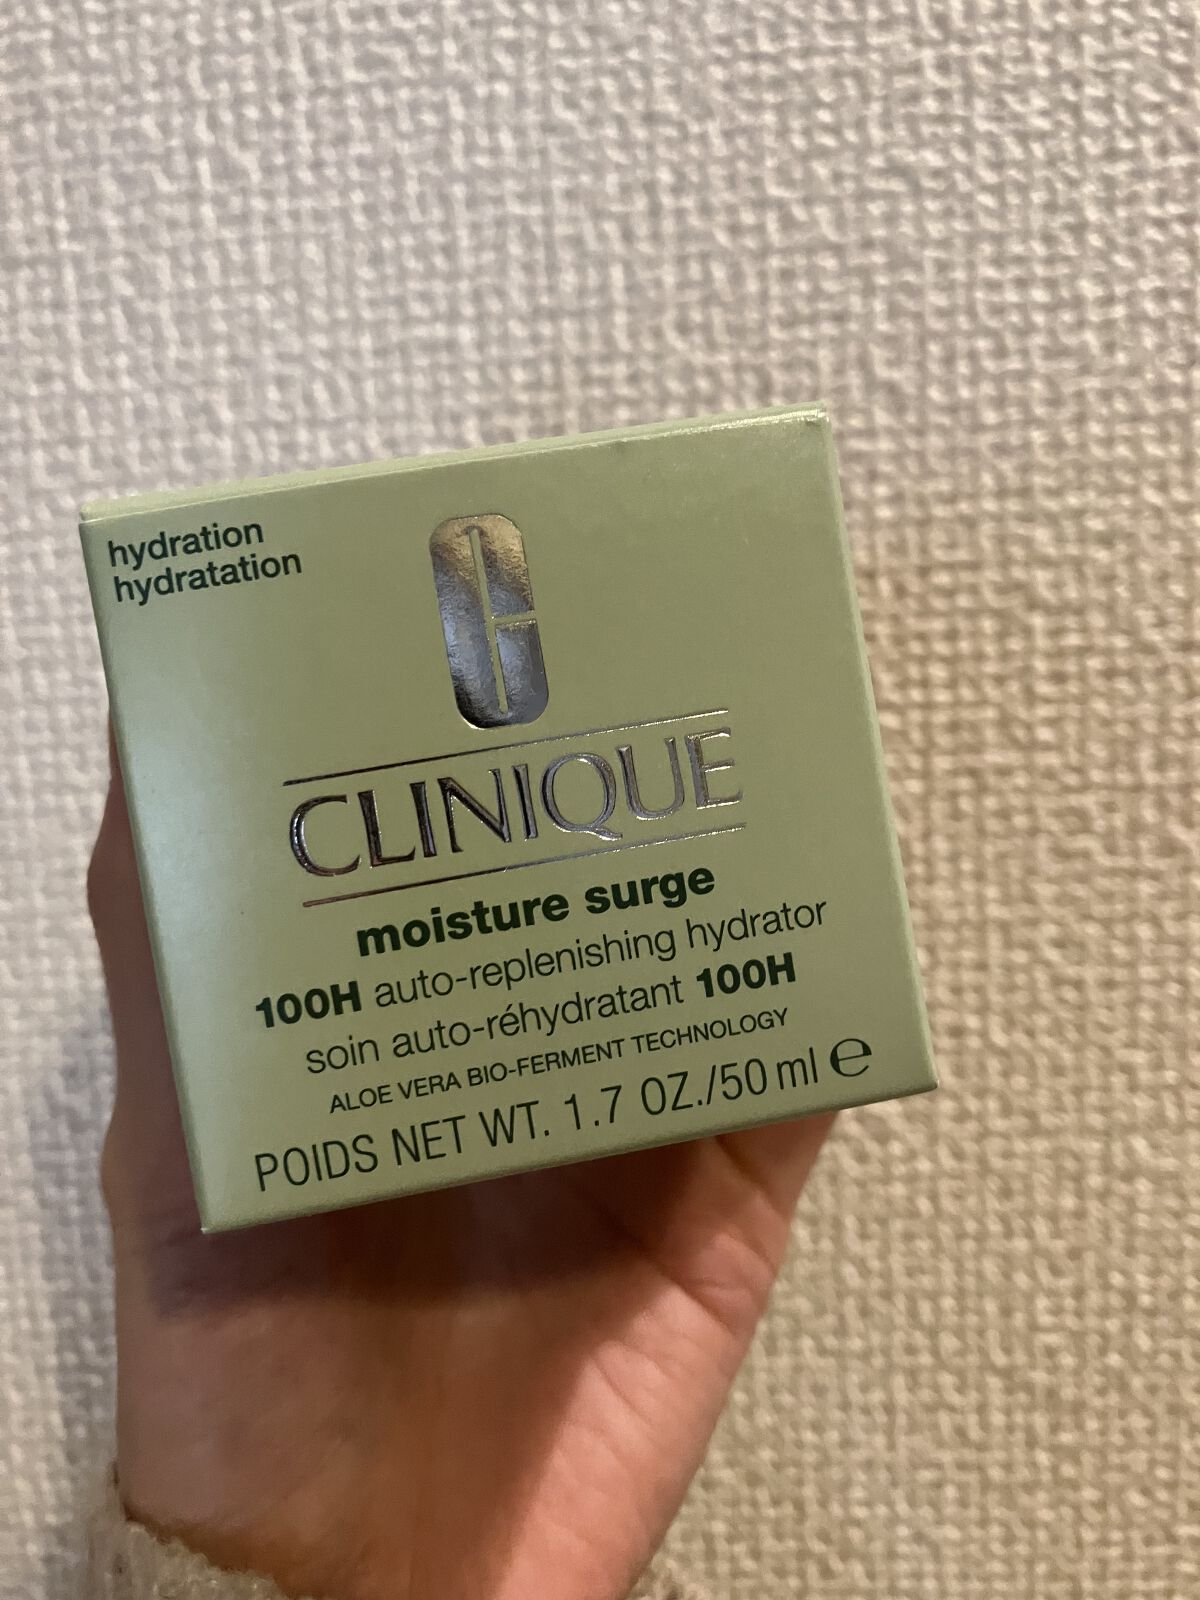 hydration
hydratation
CLINIQUE
moisture surge
100H auto-replenishing hydrator
soin auto-réhydratant 100H
ALOE VERA BIO-FERMENT TECHNOLOGY
POIDS NET WT. 1.7 OZ./50 ml ℮